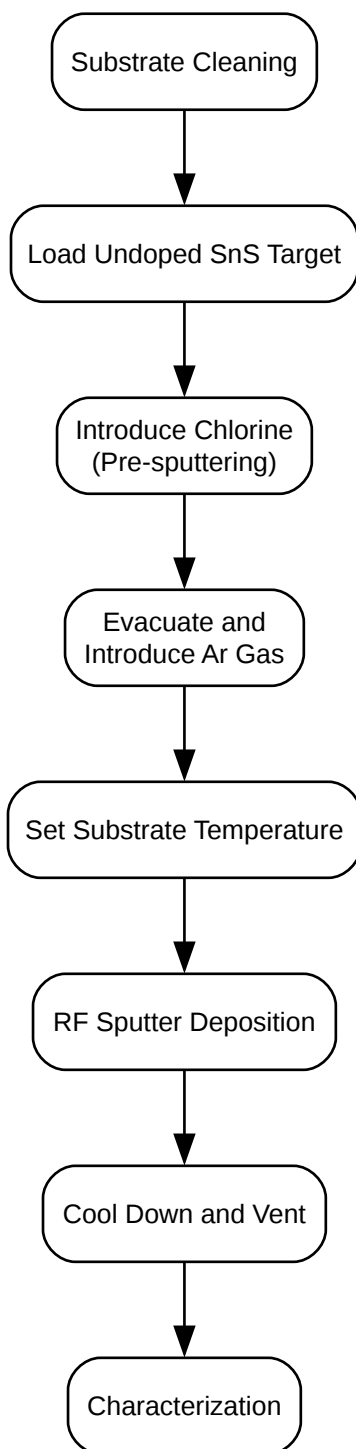 Substrate Cleaning
Load Undoped SnS Target
Introduce Chlorine
(Pre-sputtering)
Evacuate and
Introduce Ar Gas
Set Substrate Temperature
RF Sputter Deposition
Cool Down and Vent
Characterization